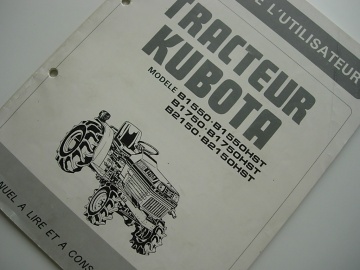 E L'UTILISATEUR
TRACTEUR
KUBOTA
MODELE B1550·B1550HST
B1750·B1750HST
B2150·B2150HST
NUEL A LIRE ET A CONS